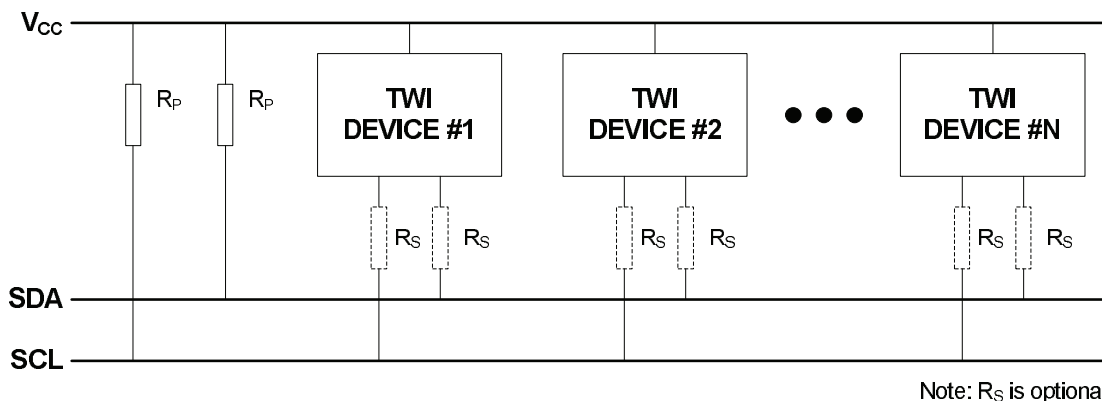 VCC
RP
RP
TWI
DEVICE #1
TWI
DEVICE #2
TWI
DEVICE #N
RS
RS
RS
RS
RS
RS
SDA
SCL
Note: RS is optiona